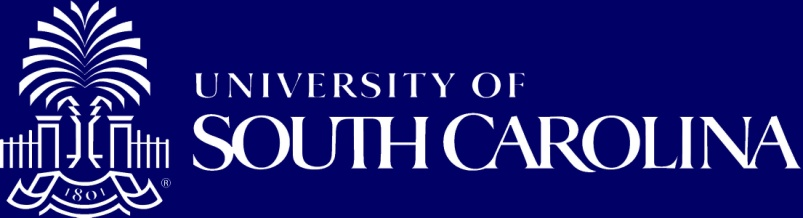 UNIVERSITY OF
SOUTH CAROLINA
1801
®